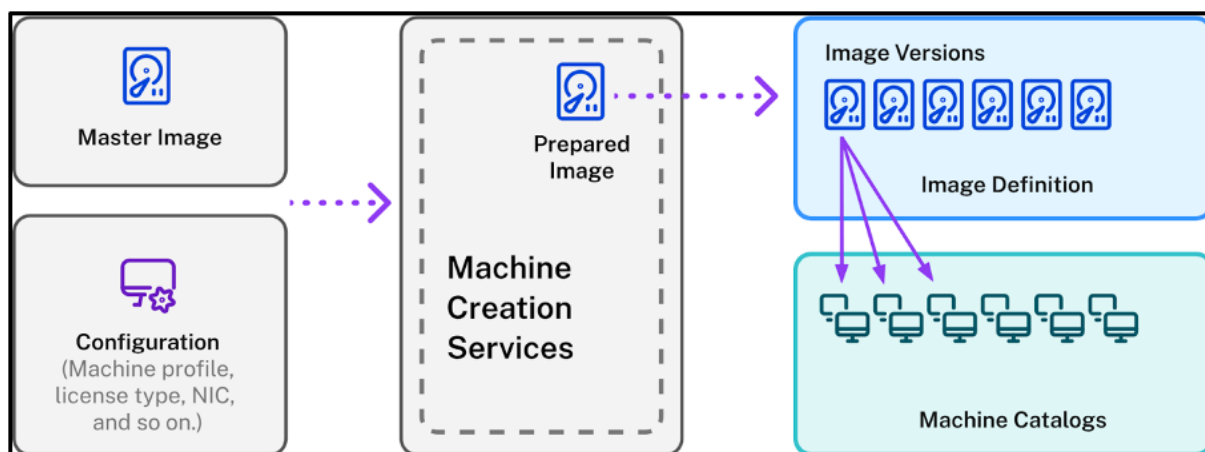 Master Image
Configuration
(Machine profile,
license type, NIC,
and so on.)
Prepared
Image
Machine
Creation
Services
Image Versions
Image Definition
Machine Catalogs